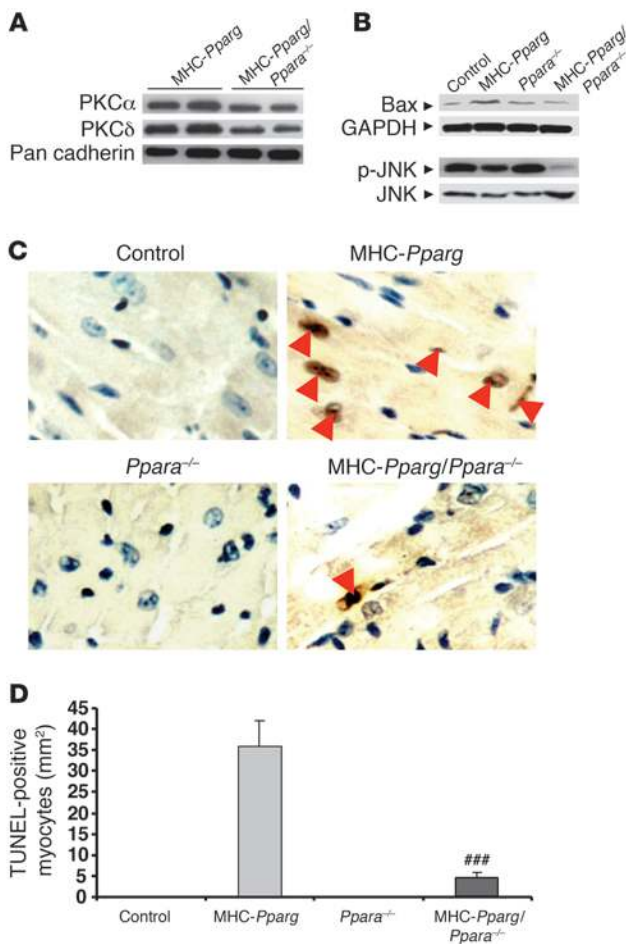 A
MHC-Pparg
MHC-Pparg/
Ppara⁻/⁻
PKCα
PKCδ
Pan cadherin
B
Control
MHC-Pparg
Ppara⁻/⁻
MHC-Pparg/
Ppara⁻/⁻
Bax
GAPDH
p-JNK
JNK
C
Control
MHC-Pparg
Ppara⁻/⁻
MHC-Pparg/Ppara⁻/⁻
D
TUNEL-positive
myocytes (mm²)
45
40
35
30
25
20
15
10
5
0
###
Control
MHC-Pparg
Ppara⁻/⁻
MHC-Pparg/
Ppara⁻/⁻